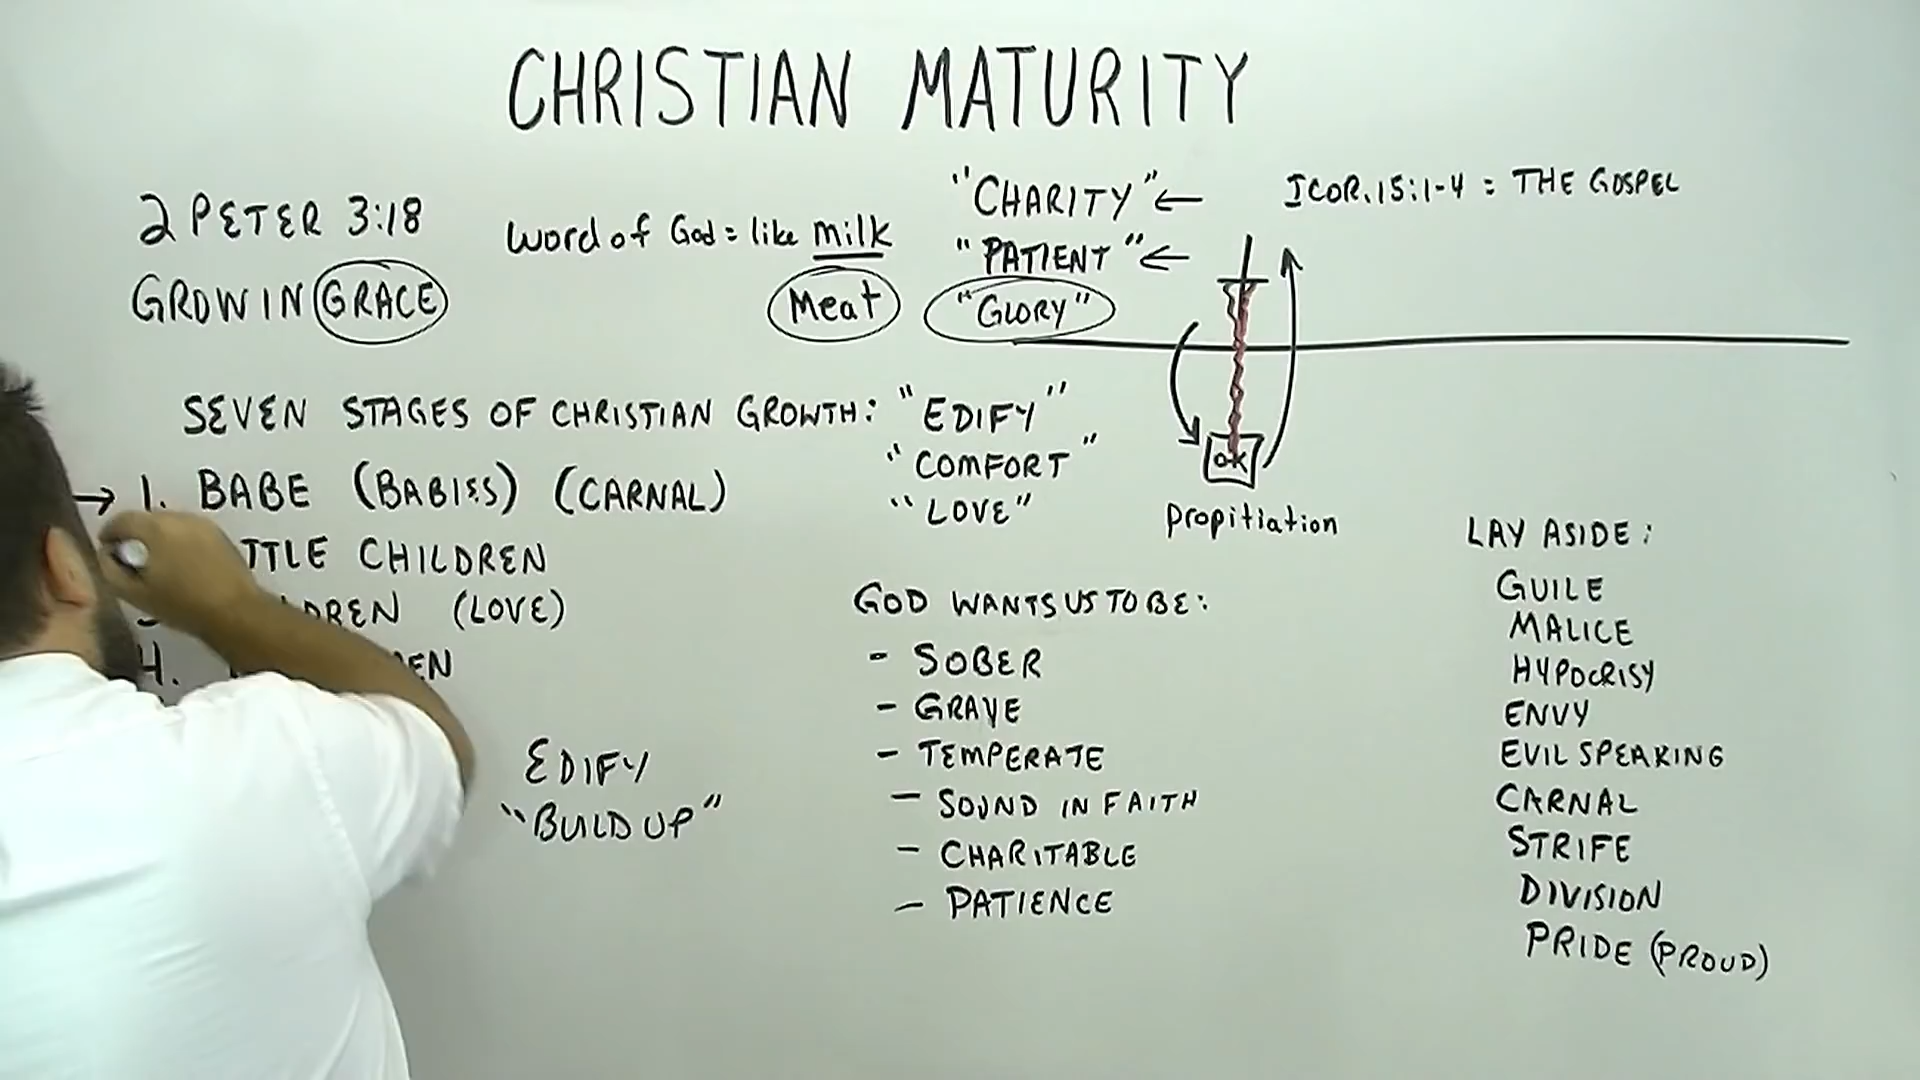 CHRISTIAN MATURITY
2 PETER 3:18
GROW IN GRACE
Word of God = like milk
Meat
"CHARITY" ←
"PATIENT" ←
"GLORY"
I COR. 15:1-4 = THE GOSPEL
SEVEN STAGES OF CHRISTIAN GROWTH:
"EDIFY"
"COMFORT"
"LOVE"
OK
Propitiation
→ 1. BABE (BABIES) (CARNAL)
TTLE CHILDREN
DREN (LOVE)
4. EN
EDIFY
"BUILD UP"
GOD WANTS US TO BE:
- SOBER
- GRAVE
- TEMPERATE
- SOUND IN FAITH
- CHARITABLE
- PATIENCE
LAY ASIDE:
GUILE
MALICE
HYPOCRISY
ENVY
EVIL SPEAKING
CARNAL
STRIFE
DIVISION
PRIDE (PROUD)